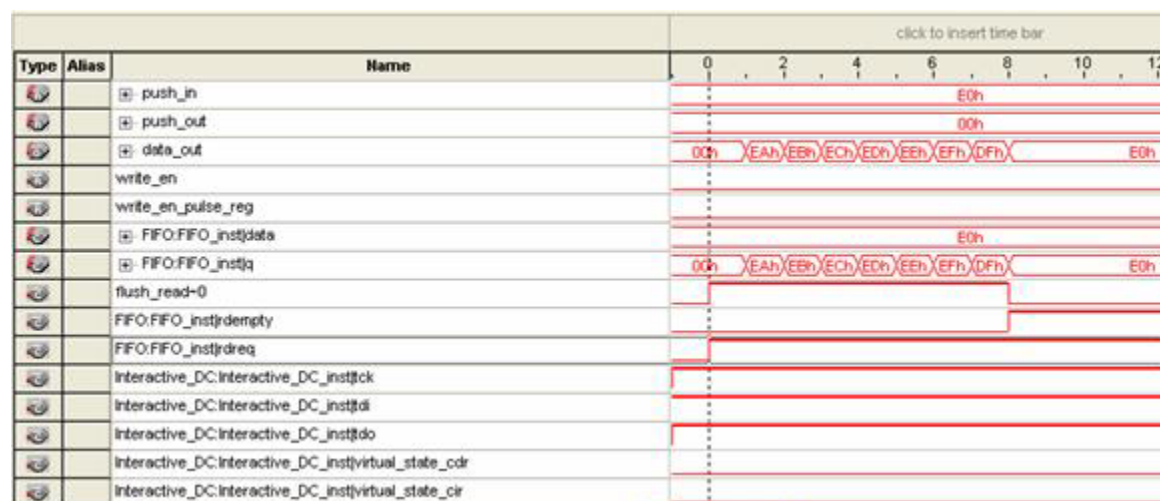 click to insert time bar
Type Alias Name 0 2 4 6 8 10 12
push_in E0h
push_out 00h
data_out 00h EAh EBh ECh EDh EEh EFh DFh E0h
write_en
write_en_pulse_reg
FIFO:FIFO_inst|data E0h
FIFO:FIFO_inst|q 00h EAh EBh ECh EDh EEh EFh DFh E0h
flush_read~0
FIFO:FIFO_inst|rdempty
FIFO:FIFO_inst|rdreq
Interactive_DC:Interactive_DC_inst|tck
Interactive_DC:Interactive_DC_inst|tdi
Interactive_DC:Interactive_DC_inst|tdo
Interactive_DC:Interactive_DC_inst|virtual_state_cdr
Interactive_DC:Interactive_DC_inst|virtual_state_cir